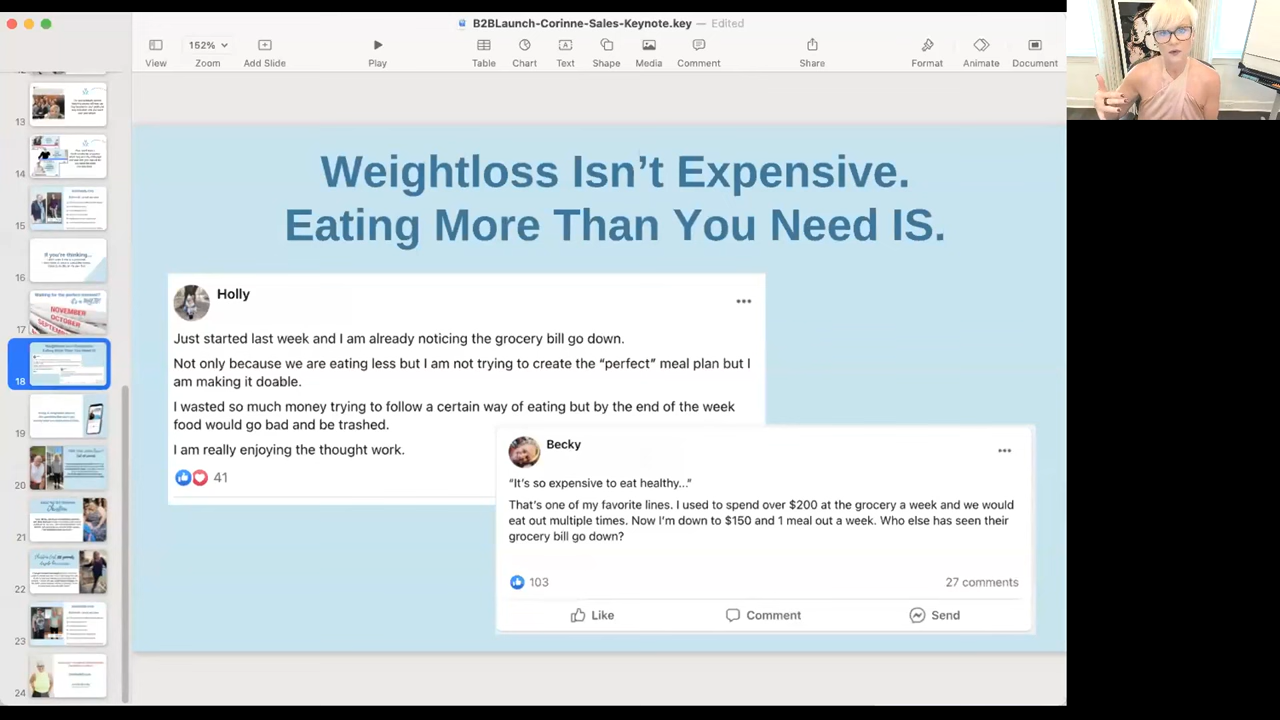 B2BLaunch-Corinne-Sales-Keynote.key — Edited
152%
View
Zoom
Add Slide
Play
Table
Chart
Text
Shape
Media
Comment
Share
Format
Animate
Document
13
14
15
16
If you're thinking...
17
NOVEMBER
OCTOBER
SEPTEMBER
18
19
20
21
22
23
24
Weightloss Isn’t Expensive.
Eating More Than You Need IS.
Holly
Just started last week and I am already noticing the grocery bill go down.
Not only because we are eating less but I am not trying to create the “perfect” meal plan but I
am making it doable.
I wasted so much money trying to follow a certain way of eating but by the end of the week
food would go bad and be trashed.
I am really enjoying the thought work.
41
Becky
“It’s so expensive to eat healthy...”
That’s one of my favorite lines. I used to spend over $200 at the grocery a week and we would
eat out multiple times. Now I’m down to $150 and 1 meal out a week. Who else has seen their
grocery bill go down?
103
27 comments
Like
Comment
Send